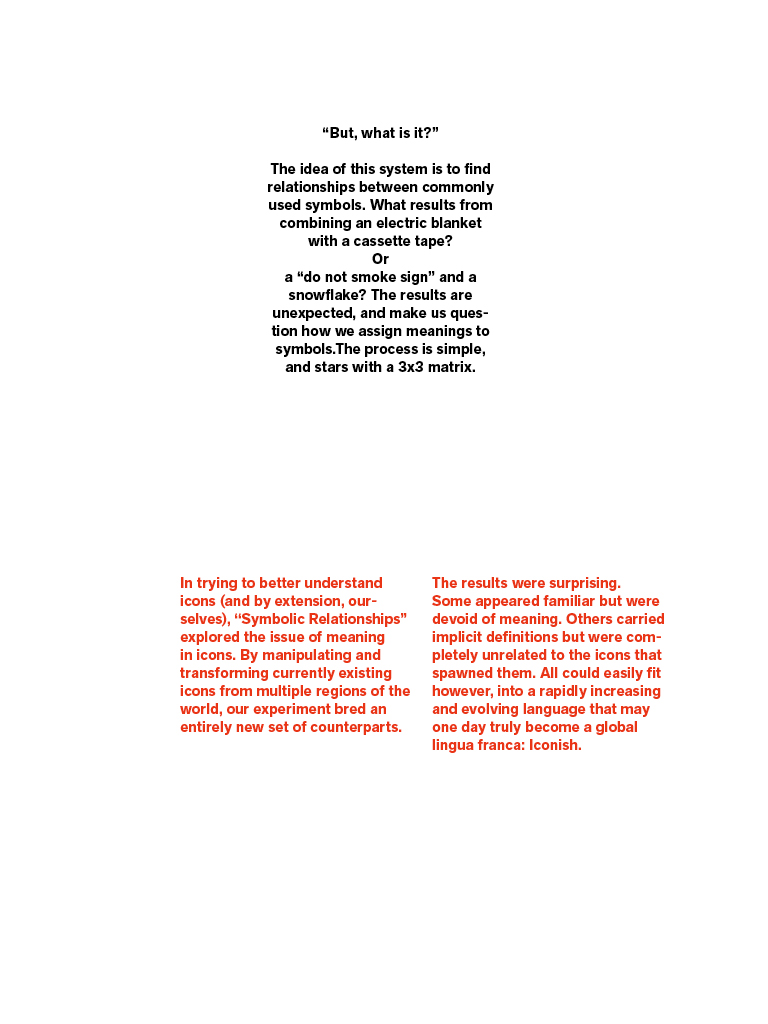 “But, what is it?”
The idea of this system is to find
relationships between commonly
used symbols. What results from
combining an electric blanket
with a cassette tape?
Or
a “do not smoke sign” and a
snowflake? The results are
unexpected, and make us ques-
tion how we assign meanings to
symbols.The process is simple,
and stars with a 3x3 matrix.
In trying to better understand
icons (and by extension, our-
selves), “Symbolic Relationships”
explored the issue of meaning
in icons. By manipulating and
transforming currently existing
icons from multiple regions of the
world, our experiment bred an
entirely new set of counterparts.
The results were surprising.
Some appeared familiar but were
devoid of meaning. Others carried
implicit definitions but were com-
pletely unrelated to the icons that
spawned them. All could easily fit
however, into a rapidly increasing
and evolving language that may
one day truly become a global
lingua franca: Iconish.